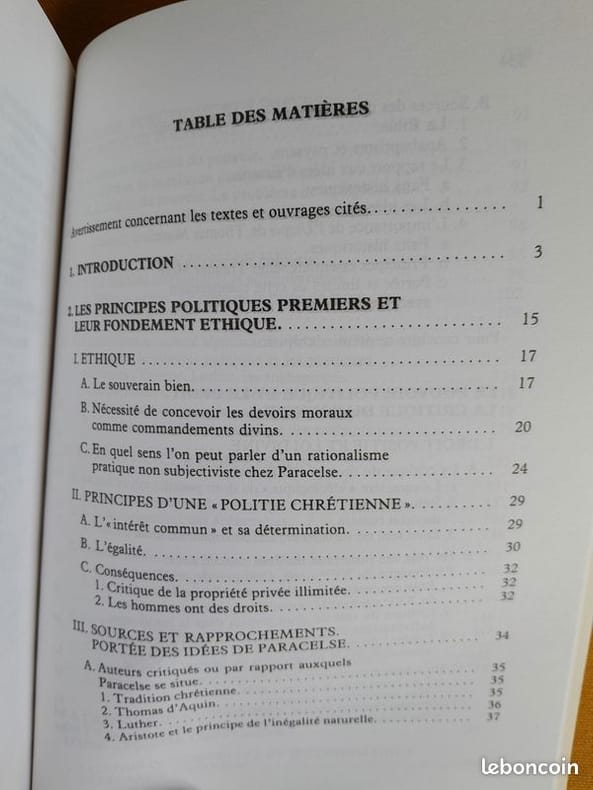 TABLE DES MATIÈRES
Avertissement concernant les textes et ouvrages cités. 1
1. INTRODUCTION 3
2. LES PRINCIPES POLITIQUES PREMIERS ET
LEUR FONDEMENT ETHIQUE. 15
I. ETHIQUE 17
A. Le souverain bien. 17
B. Nécessité de concevoir les devoirs moraux
comme commandements divins. 20
C. En quel sens l'on peut parler d'un rationalisme
pratique non subjectiviste chez Paracelse. 24
II. PRINCIPES D'UNE « POLITIE CHRÉTIENNE ». 29
A. L'« intérêt commun » et sa détermination. 29
B. L'égalité. 30
C. Conséquences. 32
1. Critique de la propriété privée illimitée. 32
2. Les hommes ont des droits. 32
III. SOURCES ET RAPPROCHEMENTS.
PORTÉE DES IDÉES DE PARACELSE. 34
A. Auteurs critiqués ou par rapport auxquels
Paracelse se situe. 35
1. Tradition chrétienne. 35
2. Thomas d'Aquin. 35
3. Luther. 36
4. Aristote et le principe de l'inégalité naturelle. 37
leboncoin